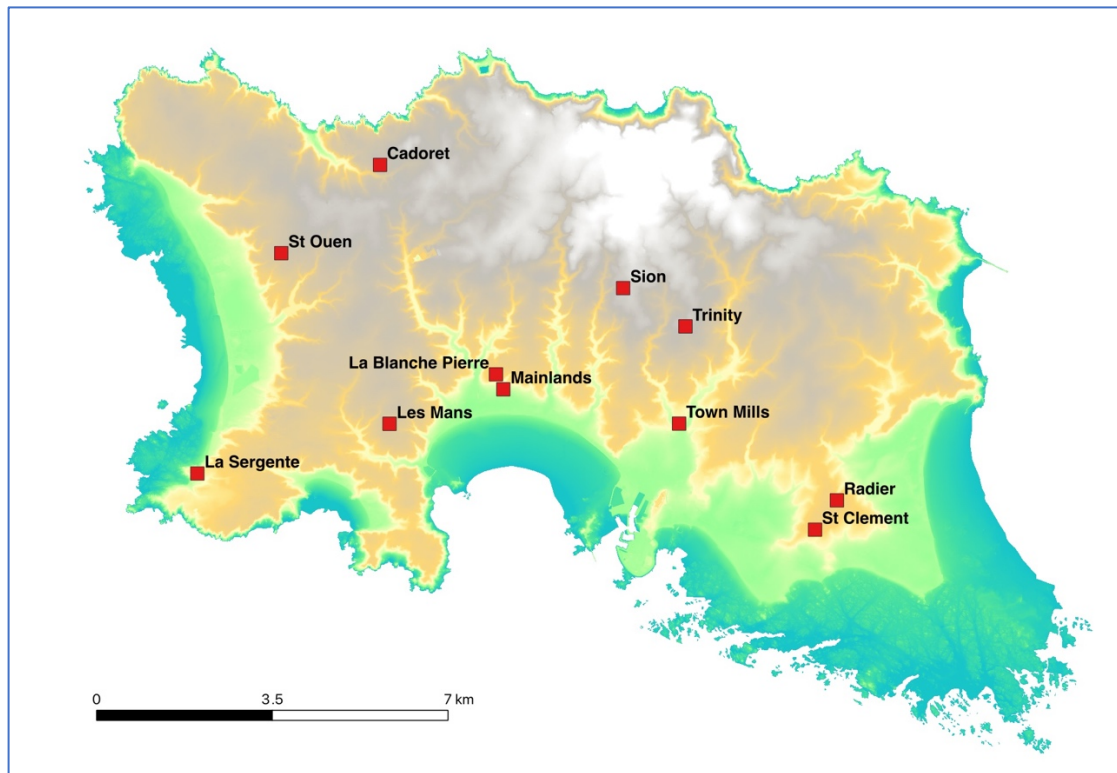 Cadoret
St Ouen
Sion
Trinity
La Blanche Pierre
Mainlands
Les Mans
Town Mills
La Sergente
Radier
St Clement
0 3.5 7 km